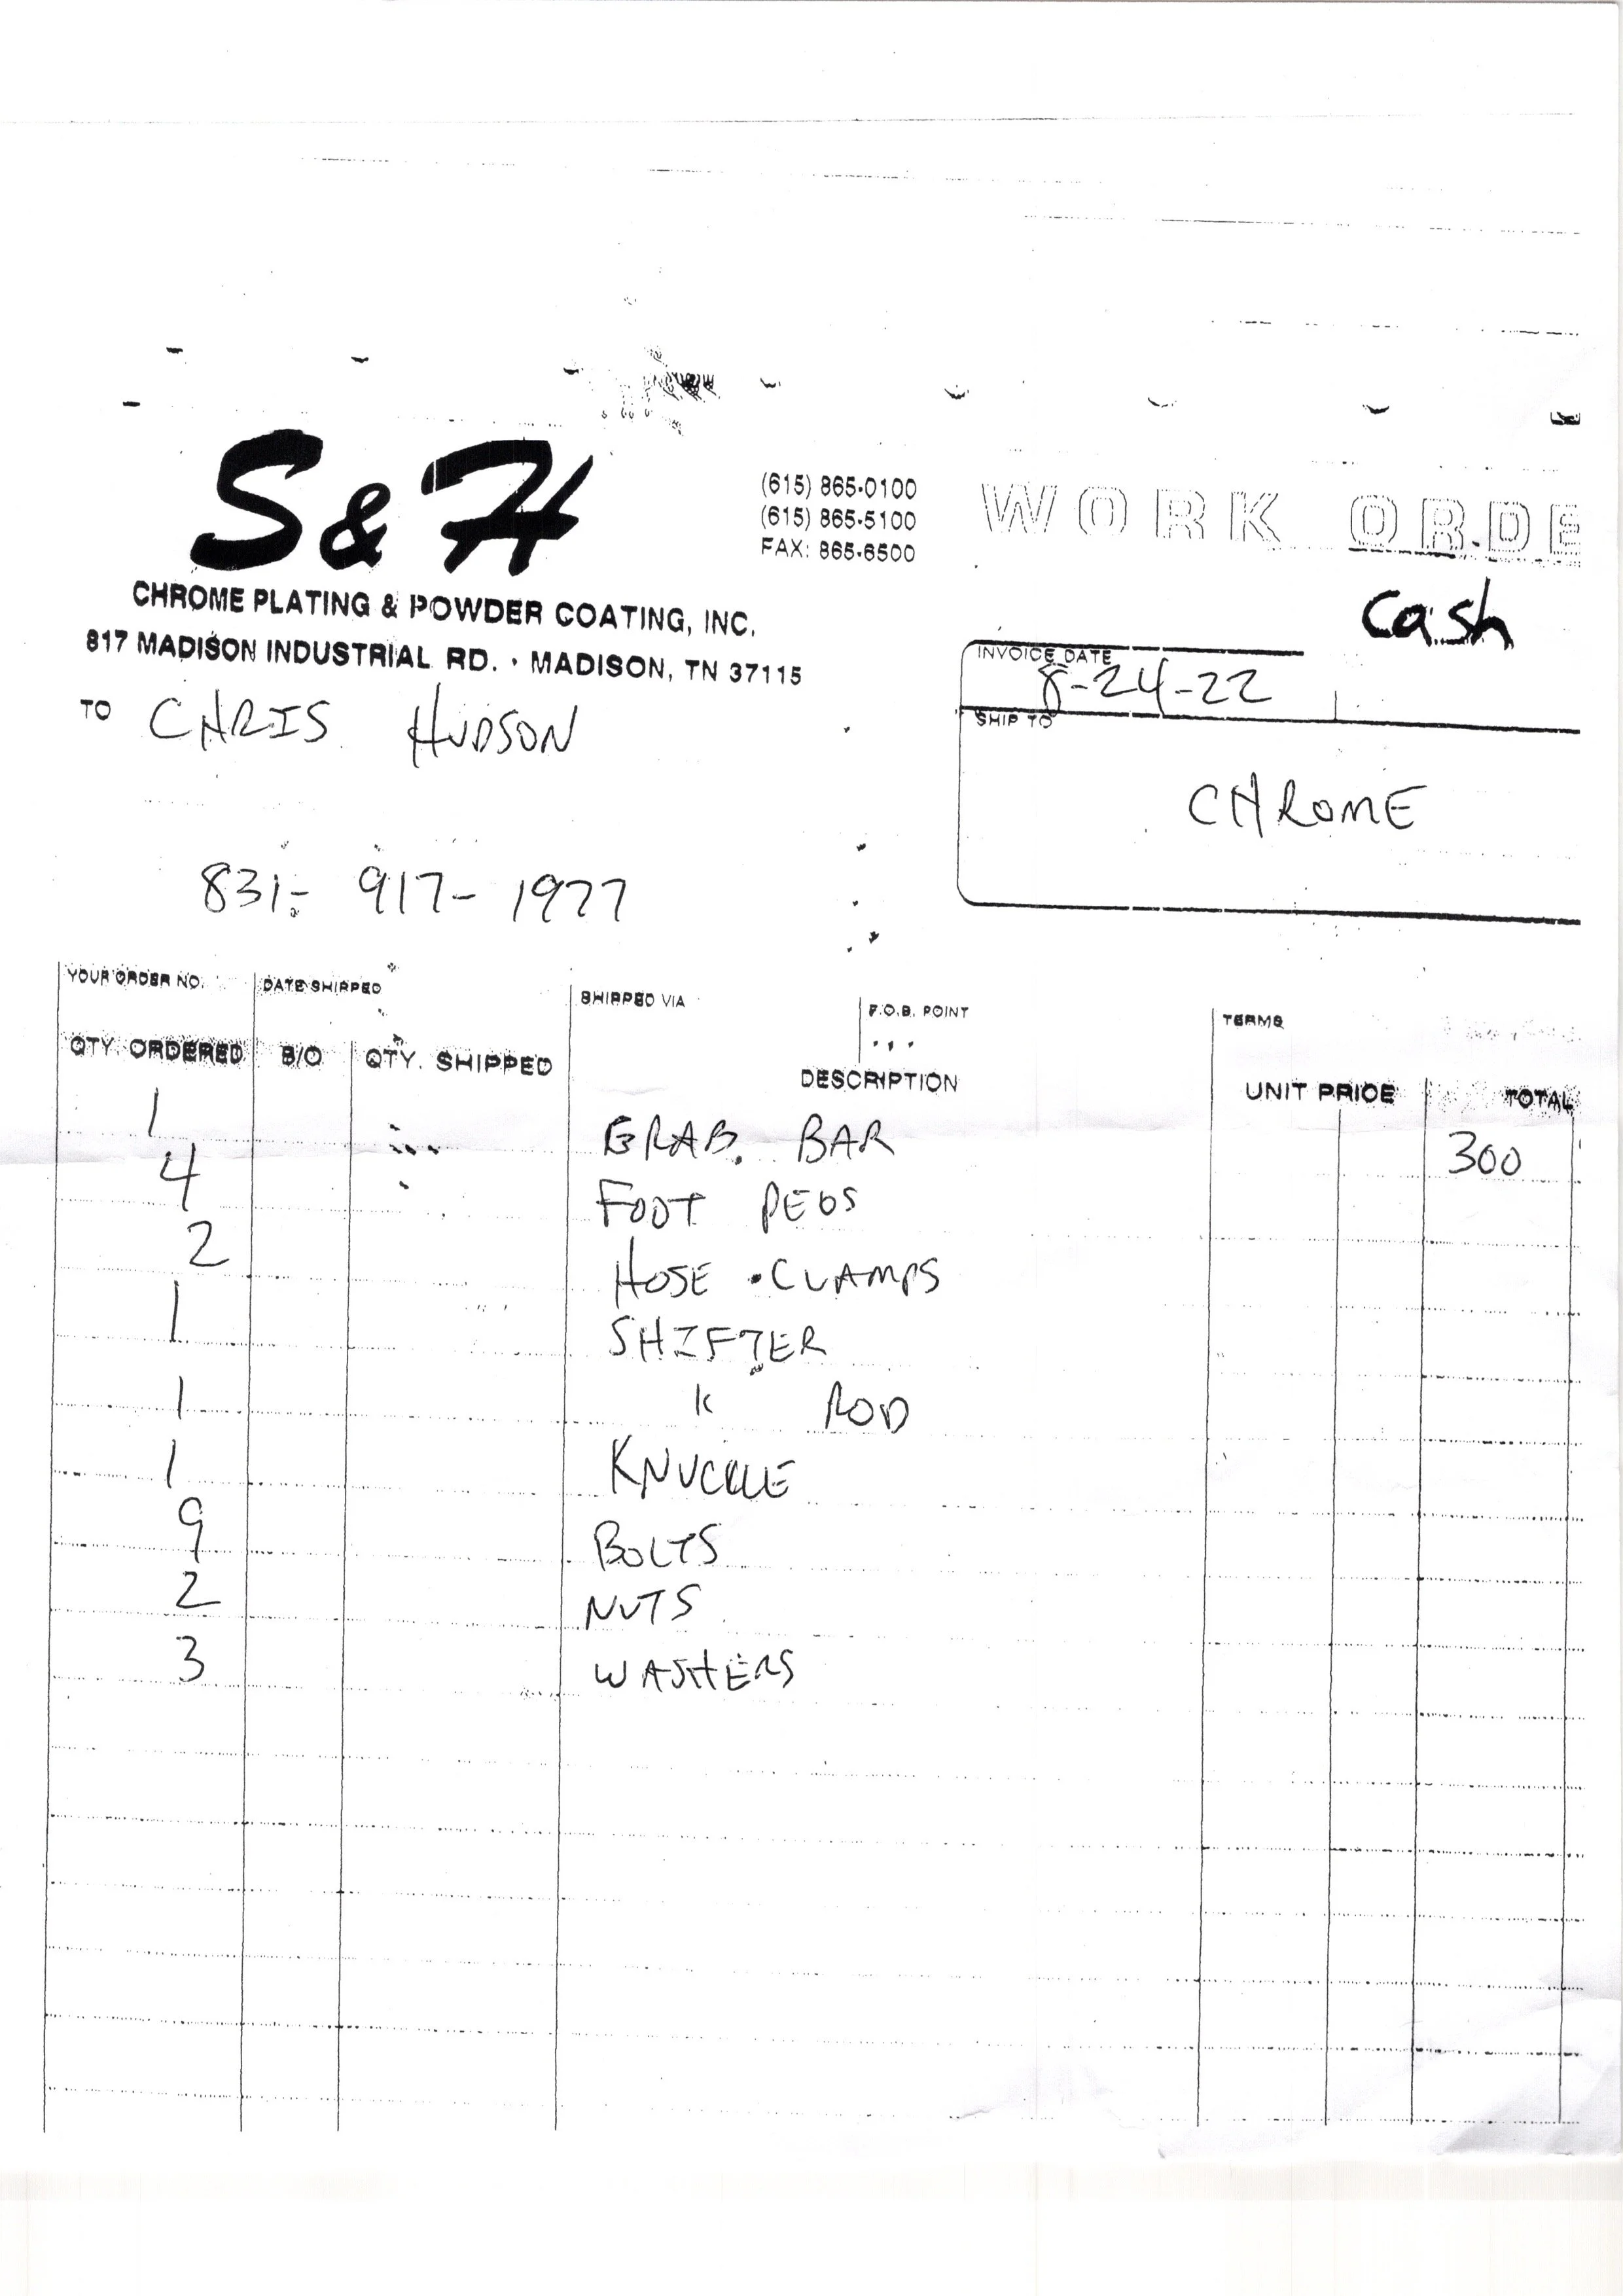 S & H
(615) 865-0100
(615) 865-5100
FAX: 865-6500
WORK ORDE
CHROME PLATING & POWDER COATING, INC.
817 MADISON INDUSTRIAL RD. · MADISON, TN 37115
Cash
INVOICE DATE
8-24-22
TO CHRIS HUDSON
SHIP TO
CHROME
831- 917- 1977
YOUR ORDER NO. DATE SHIPPED SHIPPED VIA F.O.B. POINT TERMS
QTY. ORDERED B/O QTY. SHIPPED DESCRIPTION UNIT PRICE TOTAL
1 GRAB BAR 300
4 FOOT PEGS
2 HOSE CLAMPS
1 SHIFTER
1 " ROD
1 KNUCKLE
9 BOLTS
2 NUTS
3 WASHERS